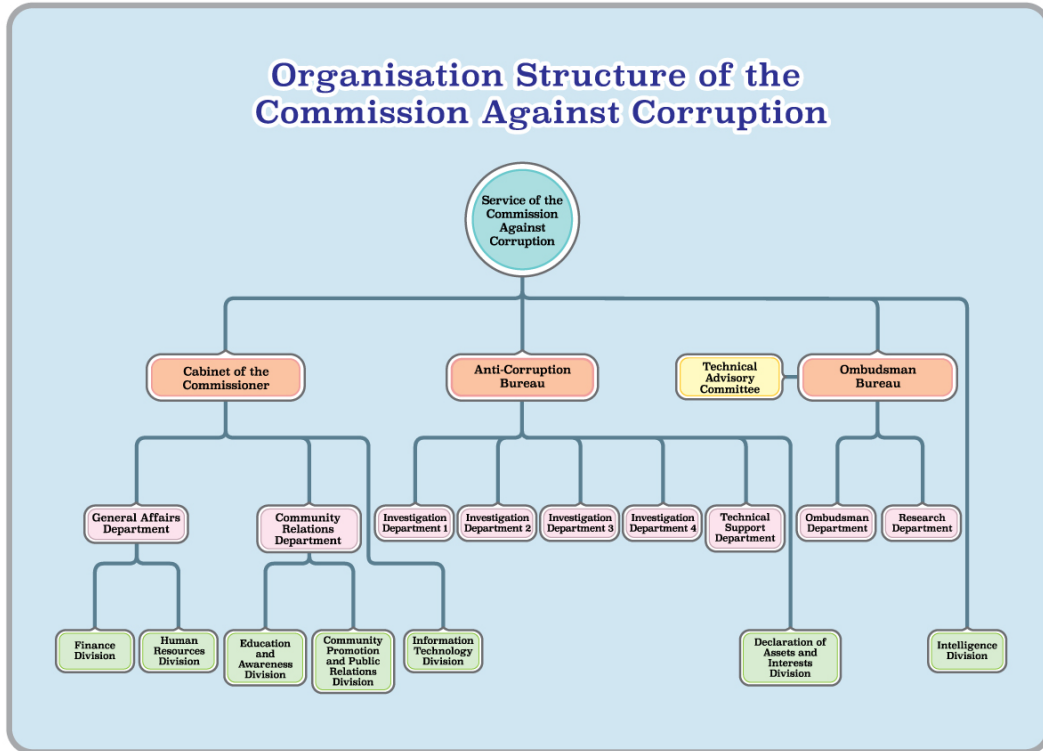 Organisation Structure of the
Commission Against Corruption
Service of the
Commission
Against
Corruption
Cabinet of the
Commissioner
Anti-Corruption
Bureau
Technical
Advisory
Committee
Ombudsman
Bureau
General Affairs
Department
Community
Relations
Department
Investigation
Department 1
Investigation
Department 2
Investigation
Department 3
Investigation
Department 4
Technical
Support
Department
Ombudsman
Department
Research
Department
Finance
Division
Human
Resources
Division
Education
and
Awareness
Division
Community
Promotion
and Public
Relations
Division
Information
Technology
Division
Declaration of
Assets and
Interests
Division
Intelligence
Division